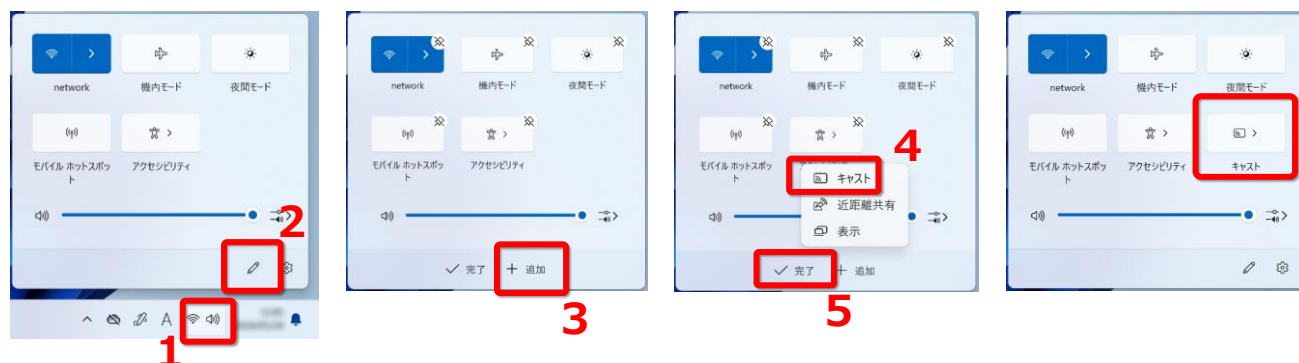 network
機内モード
夜間モード
モバイル ホットスポッ
ト
アクセシビリティ
2
A
1
network
機内モード
夜間モード
モバイル ホットスポッ
ト
アクセシビリティ
完了
追加
3
network
機内モード
夜間モード
モバイル ホットスポッ
ト
4
キャスト
近距離共有
表示
完了
追加
5
network
機内モード
夜間モード
モバイル ホットスポッ
ト
アクセシビリティ
キャスト